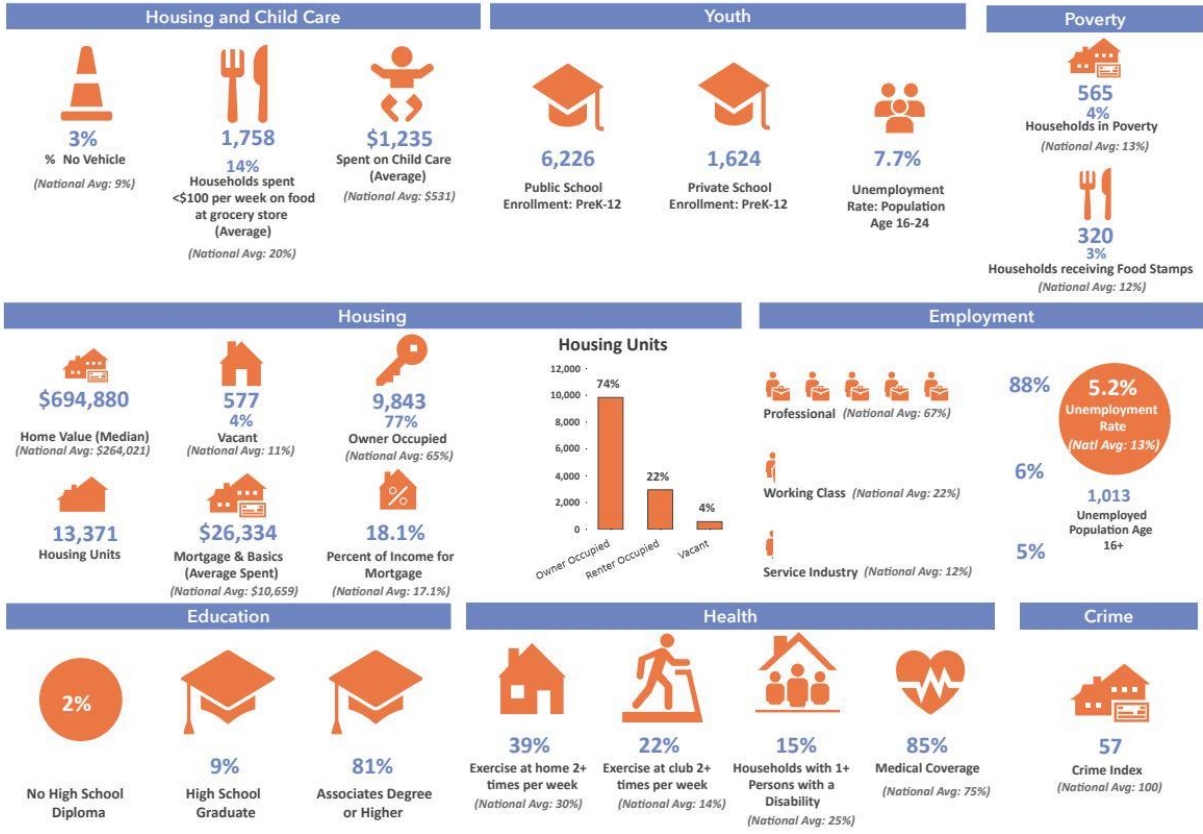 Housing and Child Care
3%
% No Vehicle
(National Avg: 9%)
1,758
14%
Households spent
<$100 per week on food
at grocery store
(Average)
(National Avg: 20%)
$1,235
Spent on Child Care
(Average)
(National Avg: $531)
Youth
6,226
Public School
Enrollment: PreK-12
1,624
Private School
Enrollment: PreK-12
7.7%
Unemployment
Rate: Population
Age 16-24
Poverty
565
4%
Households in Poverty
(National Avg: 13%)
320
3%
Households receiving Food Stamps
(National Avg: 12%)
Housing
$694,880
Home Value (Median)
(National Avg: $264,021)
577
4%
Vacant
(National Avg: 11%)
9,843
77%
Owner Occupied
(National Avg: 65%)
13,371
Housing Units
$26,334
Mortgage & Basics
(Average Spent)
(National Avg: $10,659)
%
18.1%
Percent of Income for
Mortgage
(National Avg: 17.1%)
Housing Units
12,000
10,000
8,000
6,000
4,000
2,000
0
74%
22%
4%
Owner Occupied
Renter Occupied
Vacant
Employment
Professional (National Avg: 67%)
88%
Working Class (National Avg: 22%)
6%
Service Industry (National Avg: 12%)
5%
5.2%
Unemployment
Rate
(Natl Avg: 13%)
1,013
Unemployed
Population Age
16+
Education
2%
No High School
Diploma
9%
High School
Graduate
81%
Associates Degree
or Higher
Health
39%
Exercise at home 2+
times per week
(National Avg: 30%)
22%
Exercise at club 2+
times per week
(National Avg: 14%)
15%
Households with 1+
Persons with a
Disability
(National Avg: 25%)
85%
Medical Coverage
(National Avg: 75%)
Crime
57
Crime Index
(National Avg: 100)